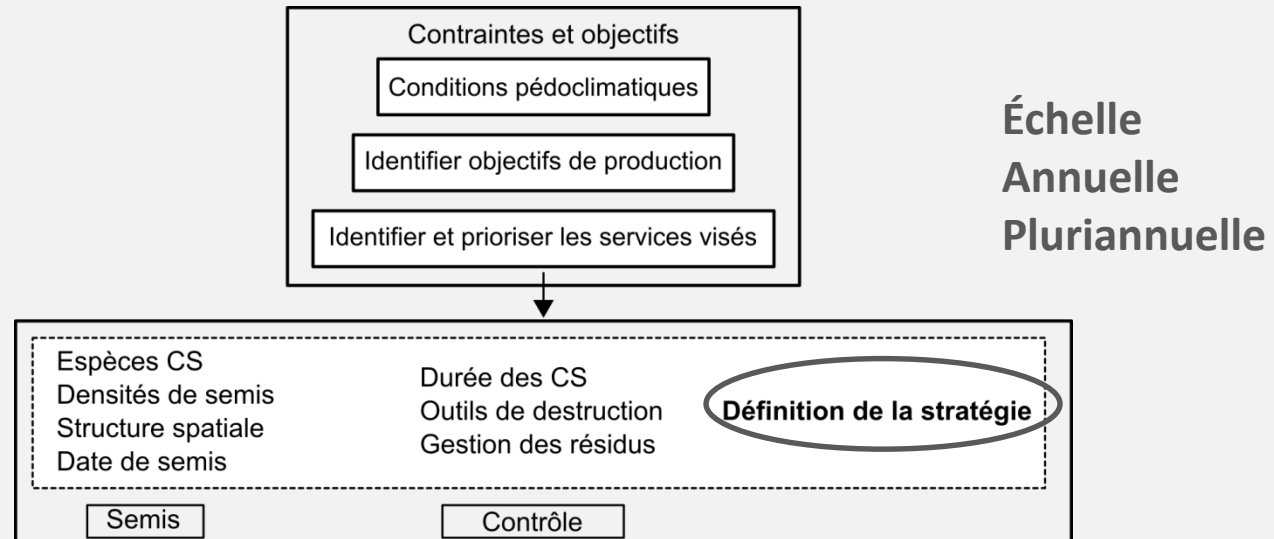 Contraintes et objectifs
Conditions pédoclimatiques
Identifier objectifs de production
Identifier et prioriser les services visés
Échelle
Annuelle
Pluriannuelle
Espèces CS
Densités de semis
Structure spatiale
Date de semis
Durée des CS
Outils de destruction
Gestion des résidus
Définition de la stratégie
Semis
Contrôle